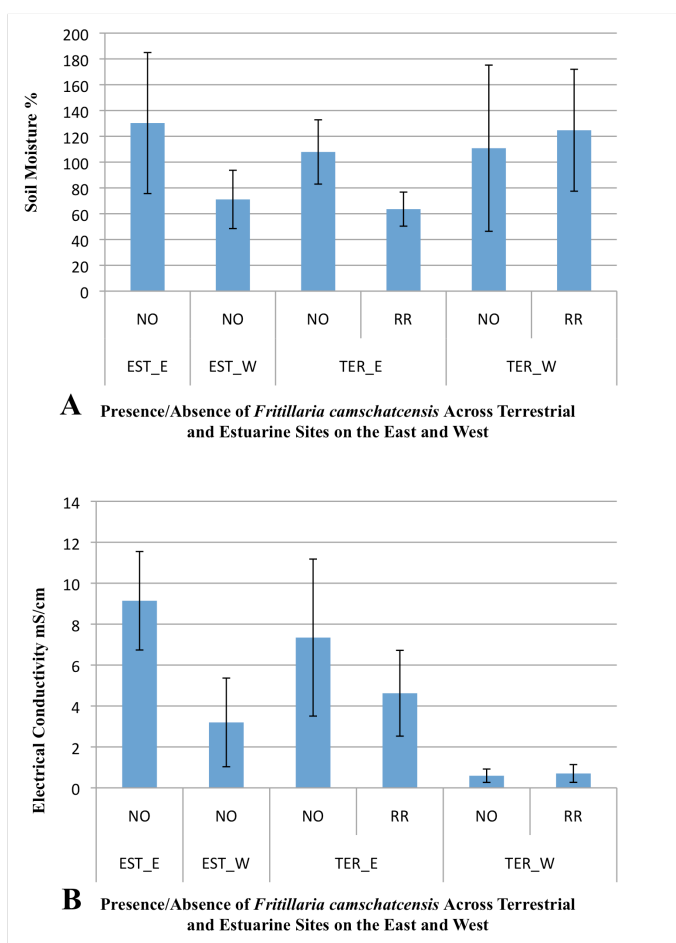 200
180
160
140
120
100
80
60
40
20
0
Soil Moisture %
NO NO NO RR NO RR
EST_E EST_W TER_E TER_W
A Presence/Absence of Fritillaria camschatcensis Across Terrestrial
and Estuarine Sites on the East and West
14
12
10
8
6
4
2
0
Electrical Conductivity mS/cm
NO NO NO RR NO RR
EST_E EST_W TER_E TER_W
B Presence/Absence of Fritillaria camschatcensis Across Terrestrial
and Estuarine Sites on the East and West